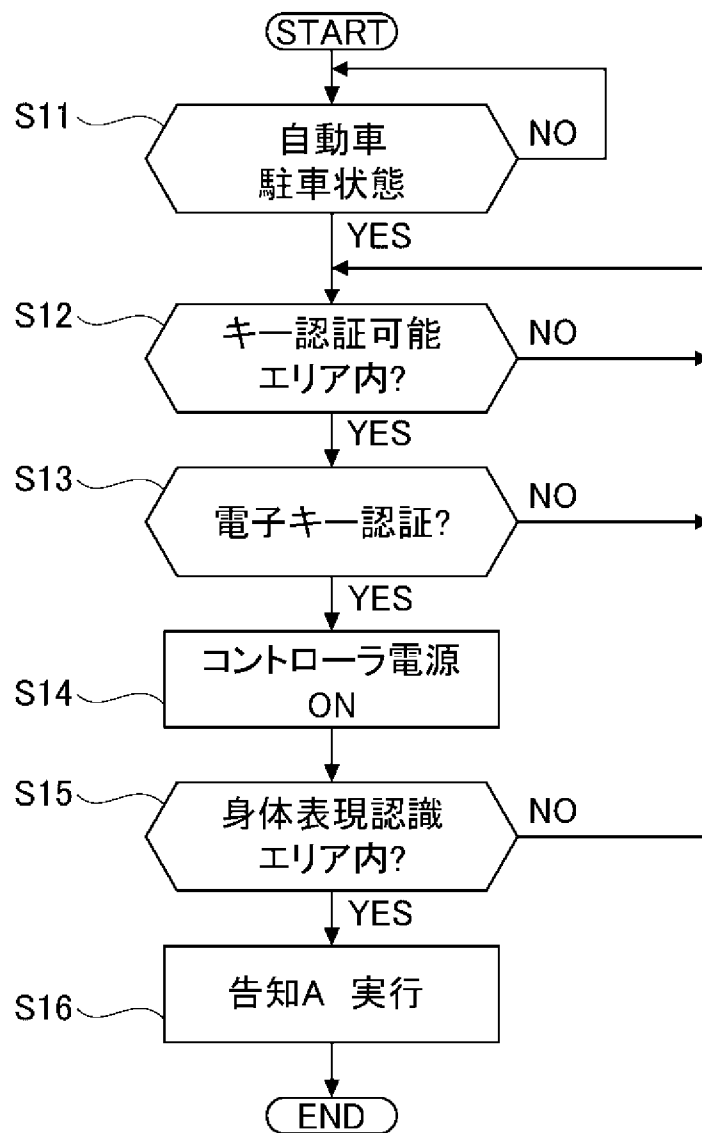 START
S11
自動車
駐車状態
NO
YES
S12
キー認証可能
エリア内?
NO
YES
S13
電子キー認証?
NO
YES
S14
コントローラ電源
ON
S15
身体表現認識
エリア内?
NO
YES
S16
告知A 実行
END